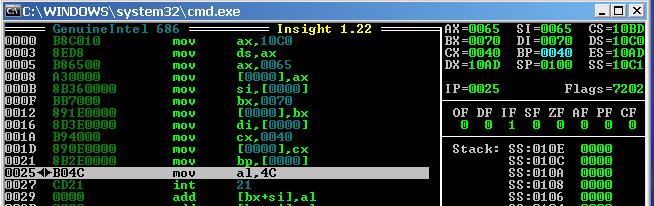 C:\WINDOWS\system32\cmd.exe
GenuineIntel 686 Insight 1.22
AX=0065 SI=0065 CS=10BD
0000 B8C010 mov ax,10C0
BX=0070 DI=0070 DS=10C0
0003 8ED8 mov ds,ax
CX=0040 BP=0040 ES=10AD
0005 B86500 mov ax,0065
DX=10AD SP=0100 SS=10C1
0008 A30000 mov [0000],ax
000B 8B360000 mov si,[0000]
IP=0025 Flags=7202
000F BB7000 mov bx,0070
0012 891E0000 mov [0000],bx
OF DF IF SF ZF AF PF CF
0016 8B3E0000 mov di,[0000]
0 0 1 0 0 0 0 0
001A B94000 mov cx,0040
001D 890E0000 mov [0000],cx
Stack: SS:010E 0000
0021 8B2E0000 mov bp,[0000]
SS:010C 0000
0025◄►B04C mov al,4C
SS:010A 0000
0027 CD21 int 21
SS:0108 0000
0029 0000 add [bx+si],al
SS:0106 0000